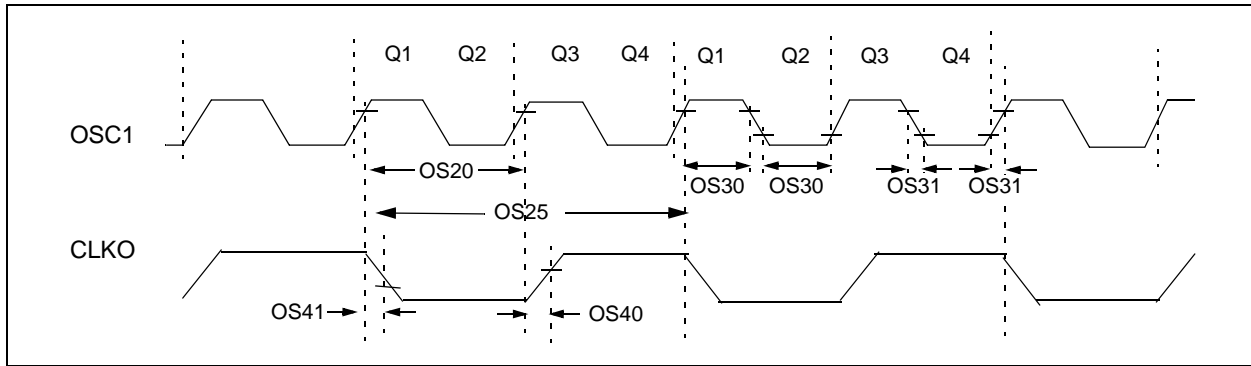 Q1 Q2 Q3 Q4 Q1 Q2 Q3 Q4
OSC1
OS20 OS30 OS30 OS31 OS31
OS25
CLKO
OS41 OS40